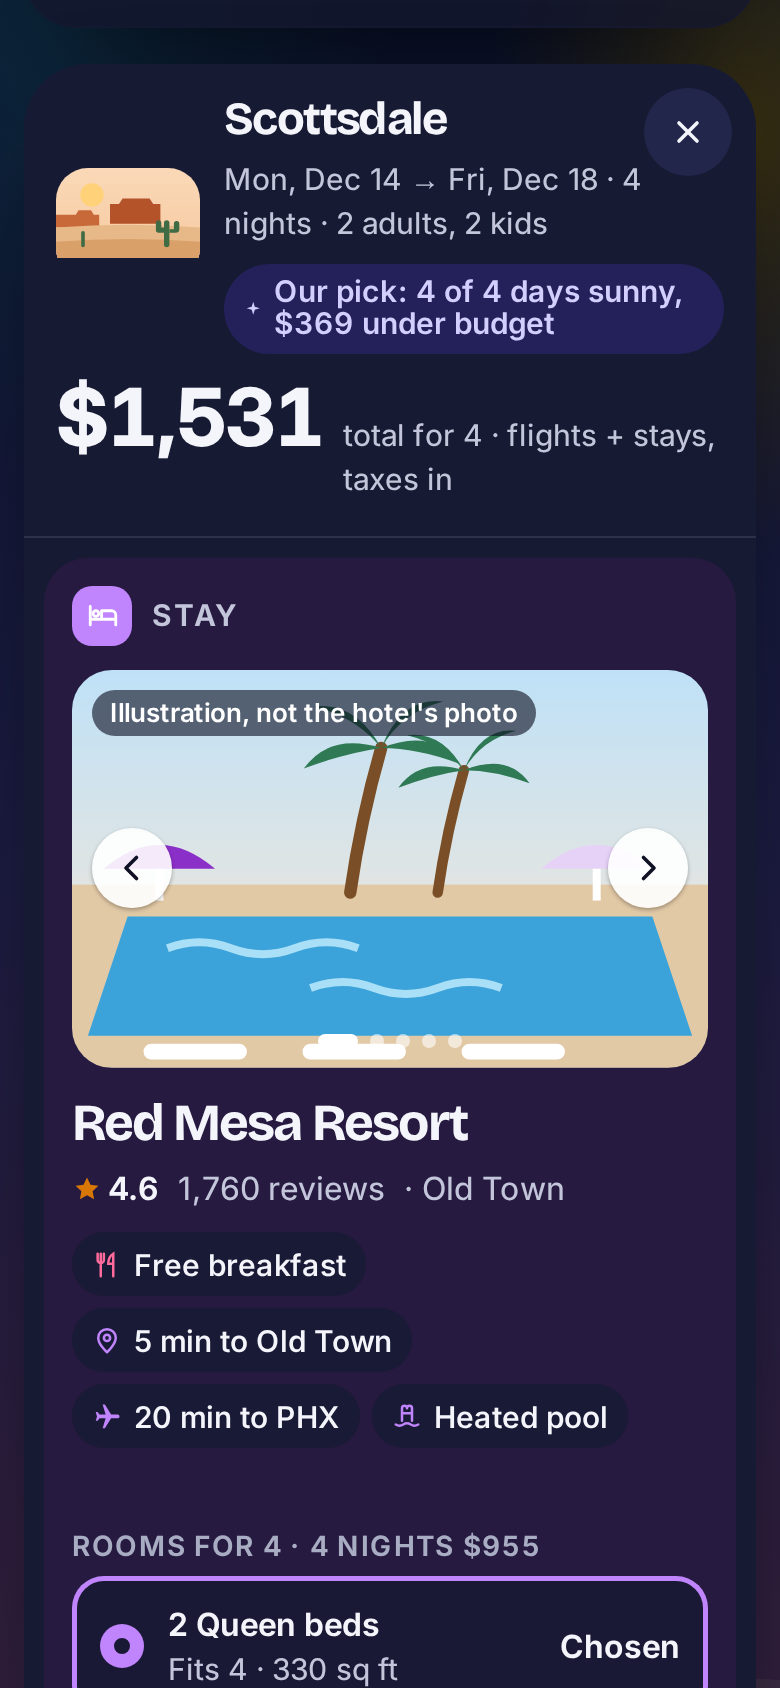 Scottsdale
Mon, Dec 14 → Fri, Dec 18 · 4
nights · 2 adults, 2 kids
Our pick: 4 of 4 days sunny,
$369 under budget
$1,531 total for 4 · flights + stays,
taxes in
STAY
Illustration, not the hotel's photo
Red Mesa Resort
4.6 1,760 reviews · Old Town
Free breakfast
5 min to Old Town
20 min to PHX Heated pool
ROOMS FOR 4 · 4 NIGHTS $955
2 Queen beds
Chosen
Fits 4 · 330 sq ft